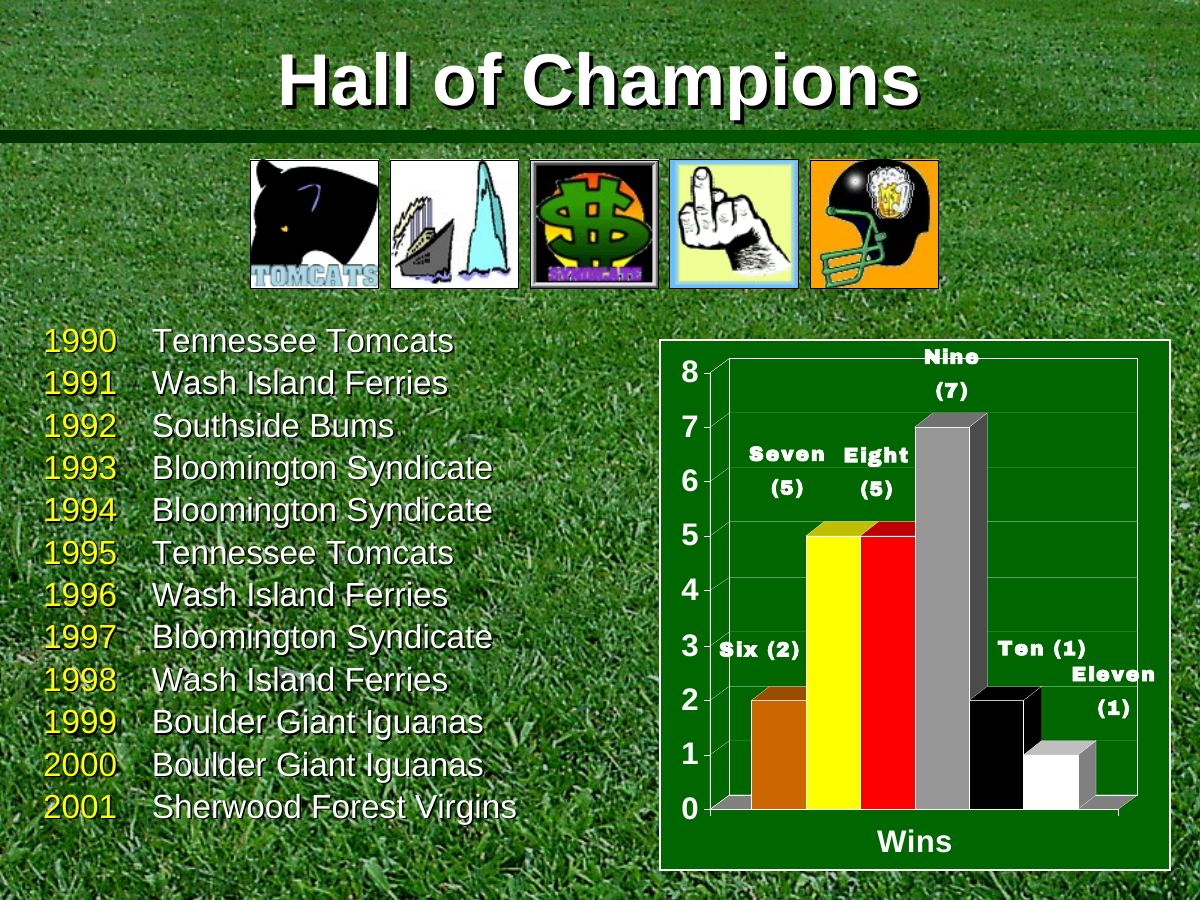 Hall of Champions
TOMCATS
1990 Tennessee Tomcats
1991 Wash Island Ferries
1992 Southside Bums
1993 Bloomington Syndicate
1994 Bloomington Syndicate
1995 Tennessee Tomcats
1996 Wash Island Ferries
1997 Bloomington Syndicate
1998 Wash Island Ferries
1999 Boulder Giant Iguanas
2000 Boulder Giant Iguanas
2001 Sherwood Forest Virgins
8
7
6
5
4
3
2
1
0
Nine
(7)
Seven
(5)
Eight
(5)
Six (2)
Ten (1)
Eleven
(1)
Wins